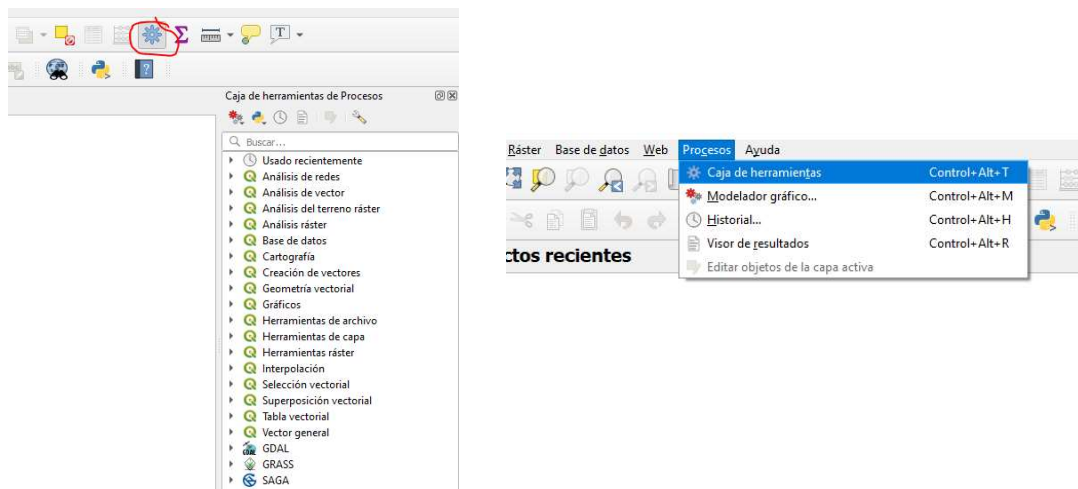 T
?
Caja de herramientas de Procesos
Buscar...
Usado recientemente
Análisis de redes
Análisis de vector
Análisis del terreno ráster
Análisis ráster
Base de datos
Cartografía
Creación de vectores
Geometría vectorial
Gráficos
Herramientas de archivo
Herramientas de capa
Herramientas ráster
Interpolación
Selección vectorial
Superposición vectorial
Tabla vectorial
Vector general
GDAL
GRASS
SAGA
Ráster Base de datos Web Procesos Ayuda
Caja de herramientas Control+Alt+T
Modelador gráfico... Control+Alt+M
Historial... Control+Alt+H
Visor de resultados Control+Alt+R
Editar objetos de la capa activa
ctos recientes